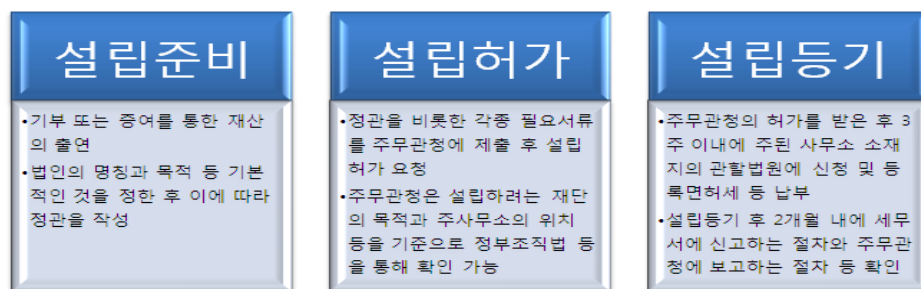 설립준비
•기부 또는 증여를 통한 재산
의 출연
•법인의 명칭과 목적 등 기본
적인 것을 정한 후 이에 따라
정관을 작성
설립허가
•정관을 비롯한 각종 필요서류
를 주무관청에 제출 후 설립
허가 요청
•주무관청은 설립하려는 재단
의 목적과 주사무소의 위치
등을 기준으로 정부조직법 등
을 통해 확인 가능
설립등기
•주무관청의 허가를 받은 후 3
주 이내에 주된 사무소 소재
지의 관할법원에 신청 및 등
록면허세 등 납부
•설립등기 후 2개월 내에 세무
서에 신고하는 절차와 주무관
청에 보고하는 절차 등 확인